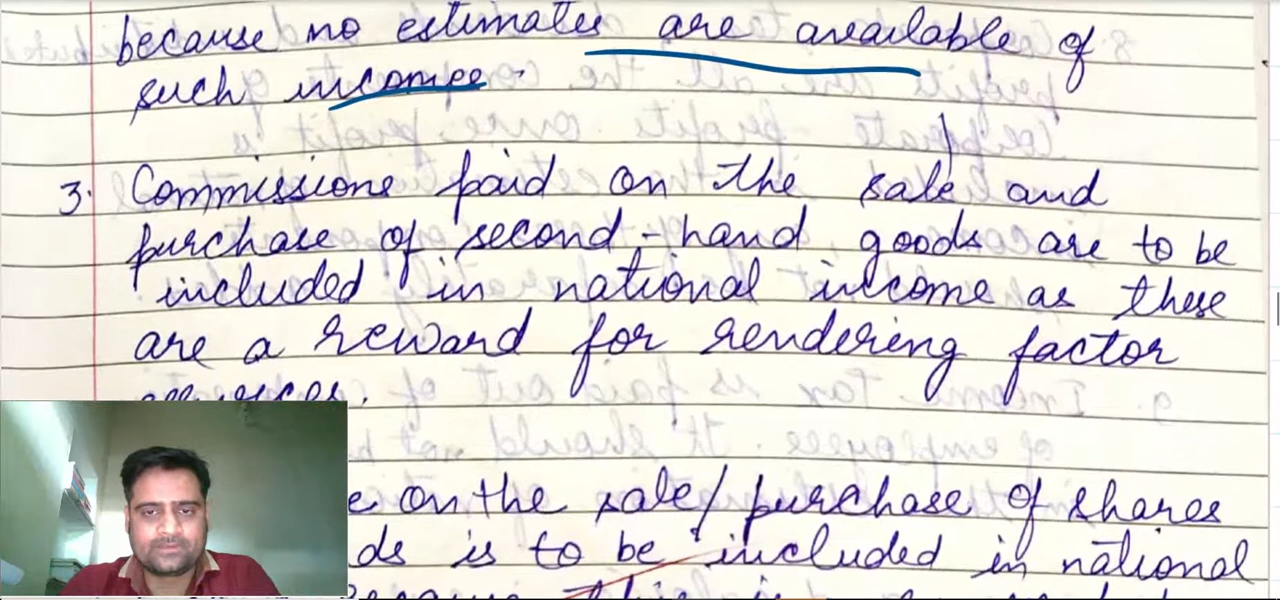 because no estimates are available of
such incomes.
3. Commissions paid on the sale and
purchase of second-hand goods are to be
included in national income as these
are a reward for rendering factor
services.
e on the sale/purchase of shares
ds is to be included in national